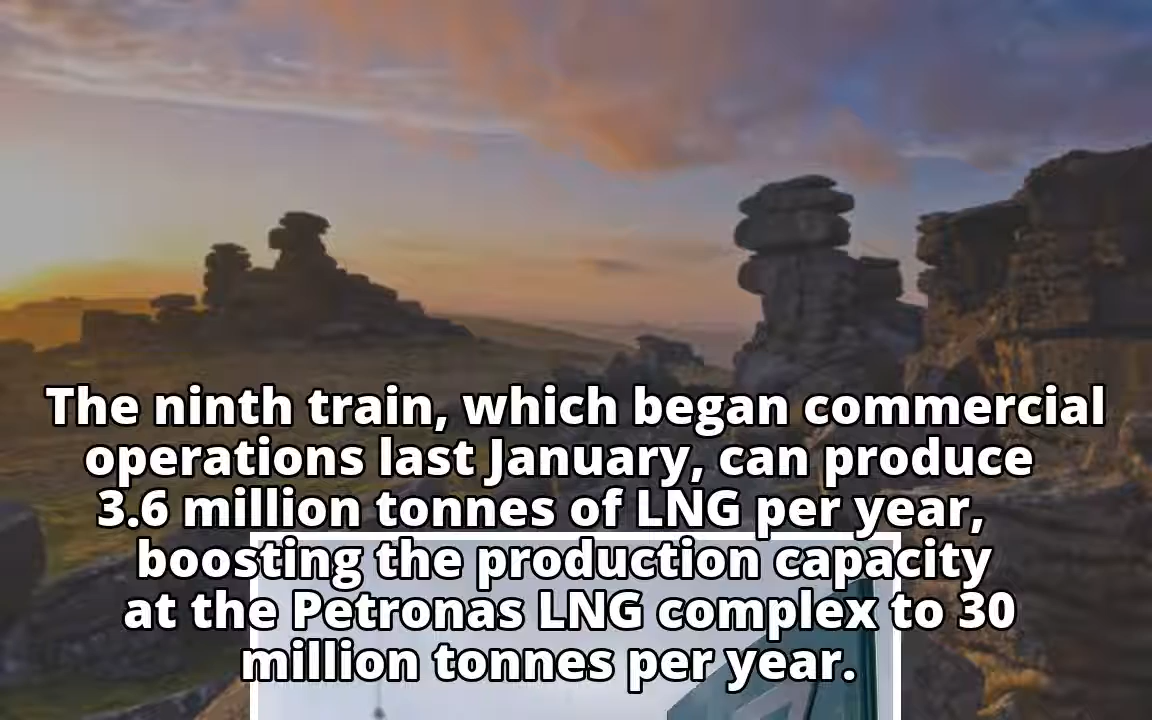 The ninth train, which began commercial
operations last January, can produce
3.6 million tonnes of LNG per year,
boosting the production capacity
at the Petronas LNG complex to 30
million tonnes per year.